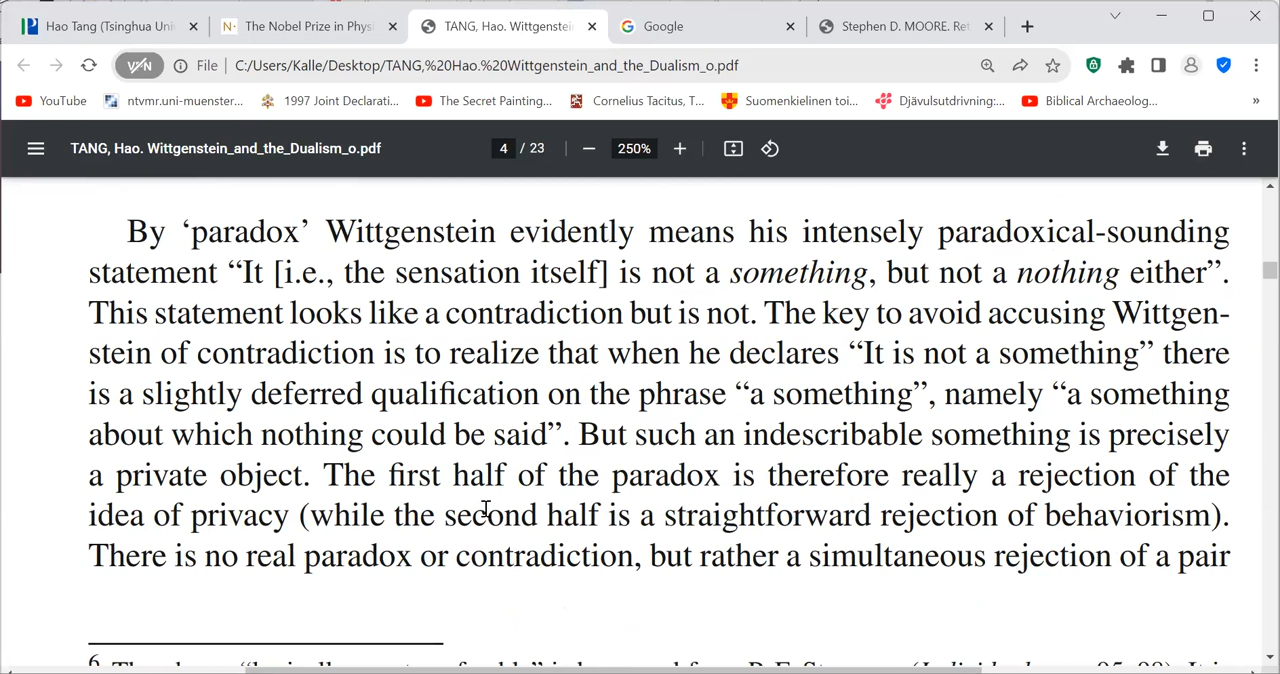 Hao Tang (Tsinghua Uni
The Nobel Prize in Physi
TANG, Hao. Wittgenstein
Google
Stephen D. MOORE. Ret
File
C:/Users/Kalle/Desktop/TANG,%20Hao.%20Wittgenstein_and_the_Dualism_o.pdf
YouTube
ntvmr.uni-muenster...
1997 Joint Declarati...
The Secret Painting...
Cornelius Tacitus, T...
Suomenkielinen toi...
Djävulsutdrivning:...
Biblical Archaeolog...
»
TANG, Hao. Wittgenstein_and_the_Dualism_o.pdf
4 / 23
250%
By ‘paradox’ Wittgenstein evidently means his intensely paradoxical-sounding
statement “It [i.e., the sensation itself] is not a something, but not a nothing either”.
This statement looks like a contradiction but is not. The key to avoid accusing Wittgen-
stein of contradiction is to realize that when he declares “It is not a something” there
is a slightly deferred qualification on the phrase “a something”, namely “a something
about which nothing could be said”. But such an indescribable something is precisely
a private object. The first half of the paradox is therefore really a rejection of the
idea of privacy (while the second half is a straightforward rejection of behaviorism).
There is no real paradox or contradiction, but rather a simultaneous rejection of a pair
6